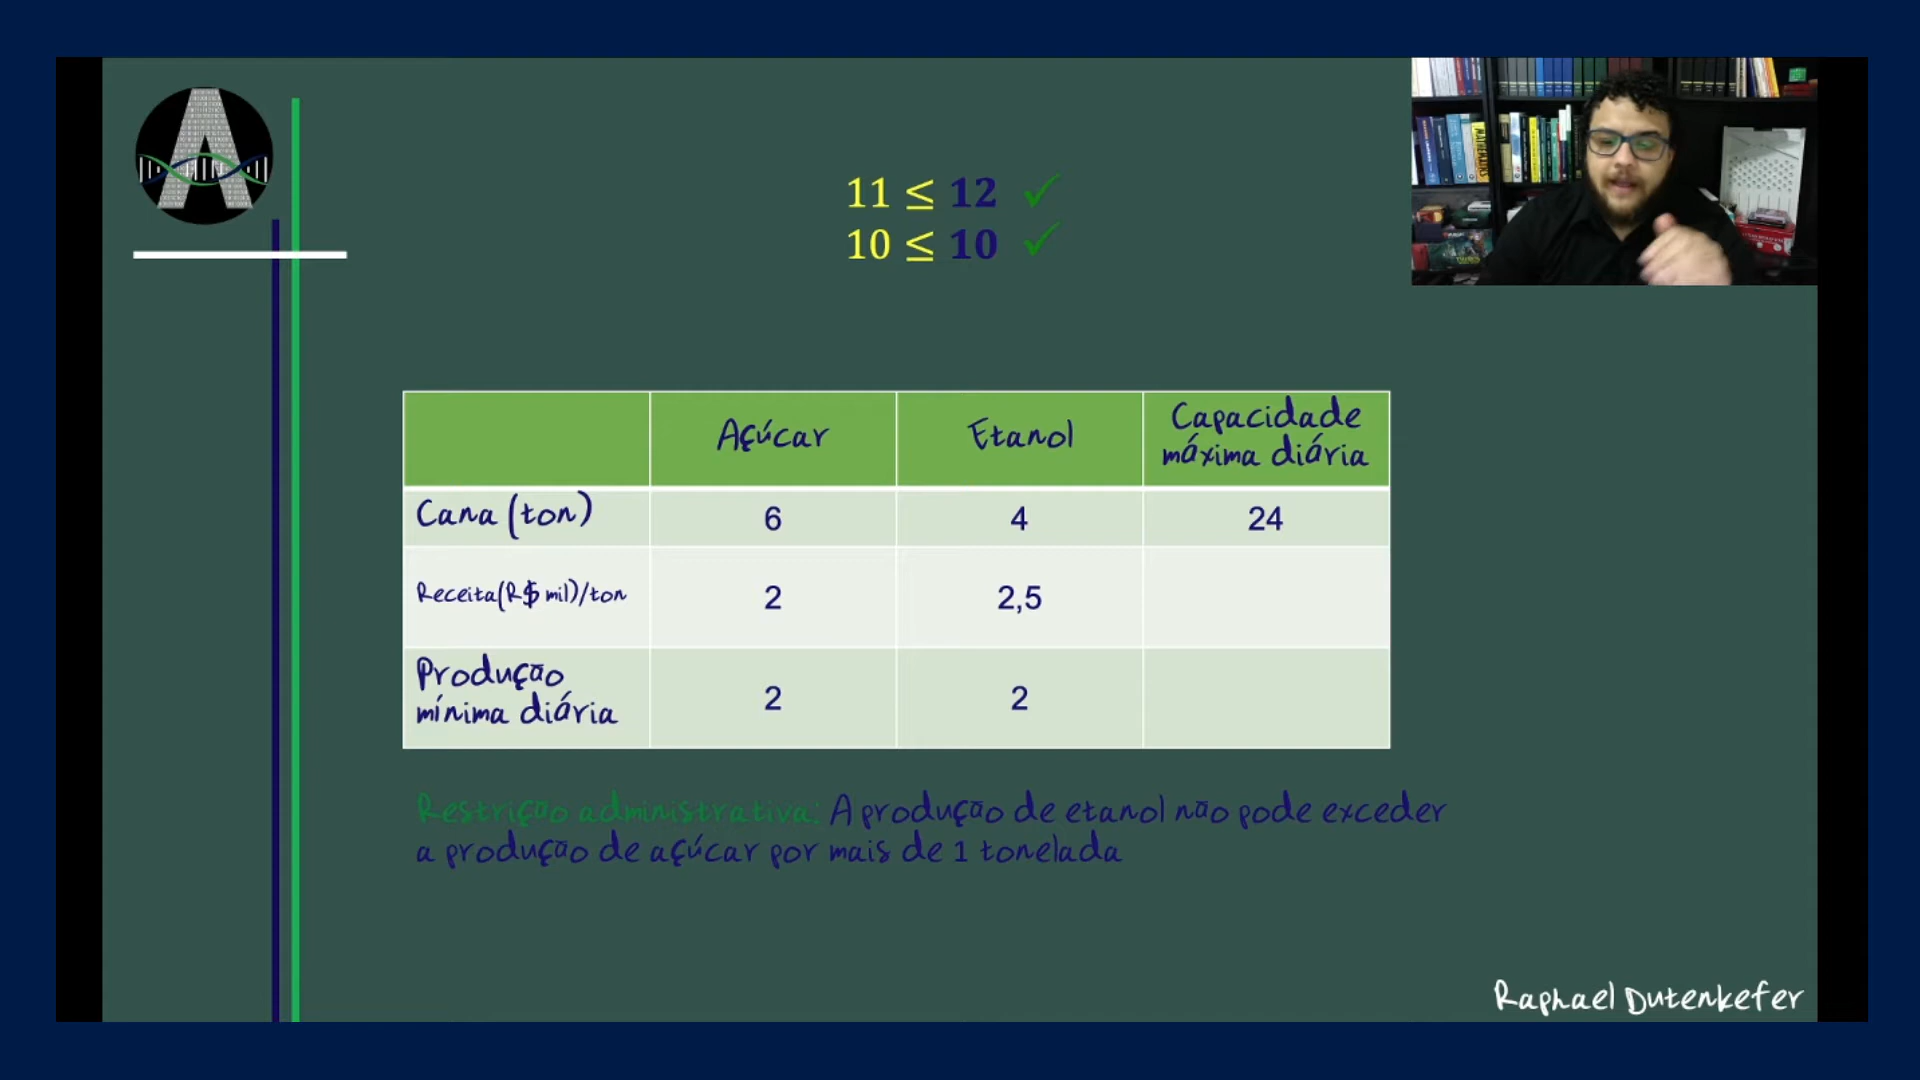 11 ≤ 12 ✓
10 ≤ 10 ✓
Açúcar
Etanol
Capacidade
máxima diária
Cana (ton)
6
4
24
Receita(R$ mil)/ton
2
2,5
Produção
mínima diária
2
2
Restrição administrativa: A produção de etanol não pode exceder
a produção de açúcar por mais de 1 tonelada
Raphael Dutenkefer